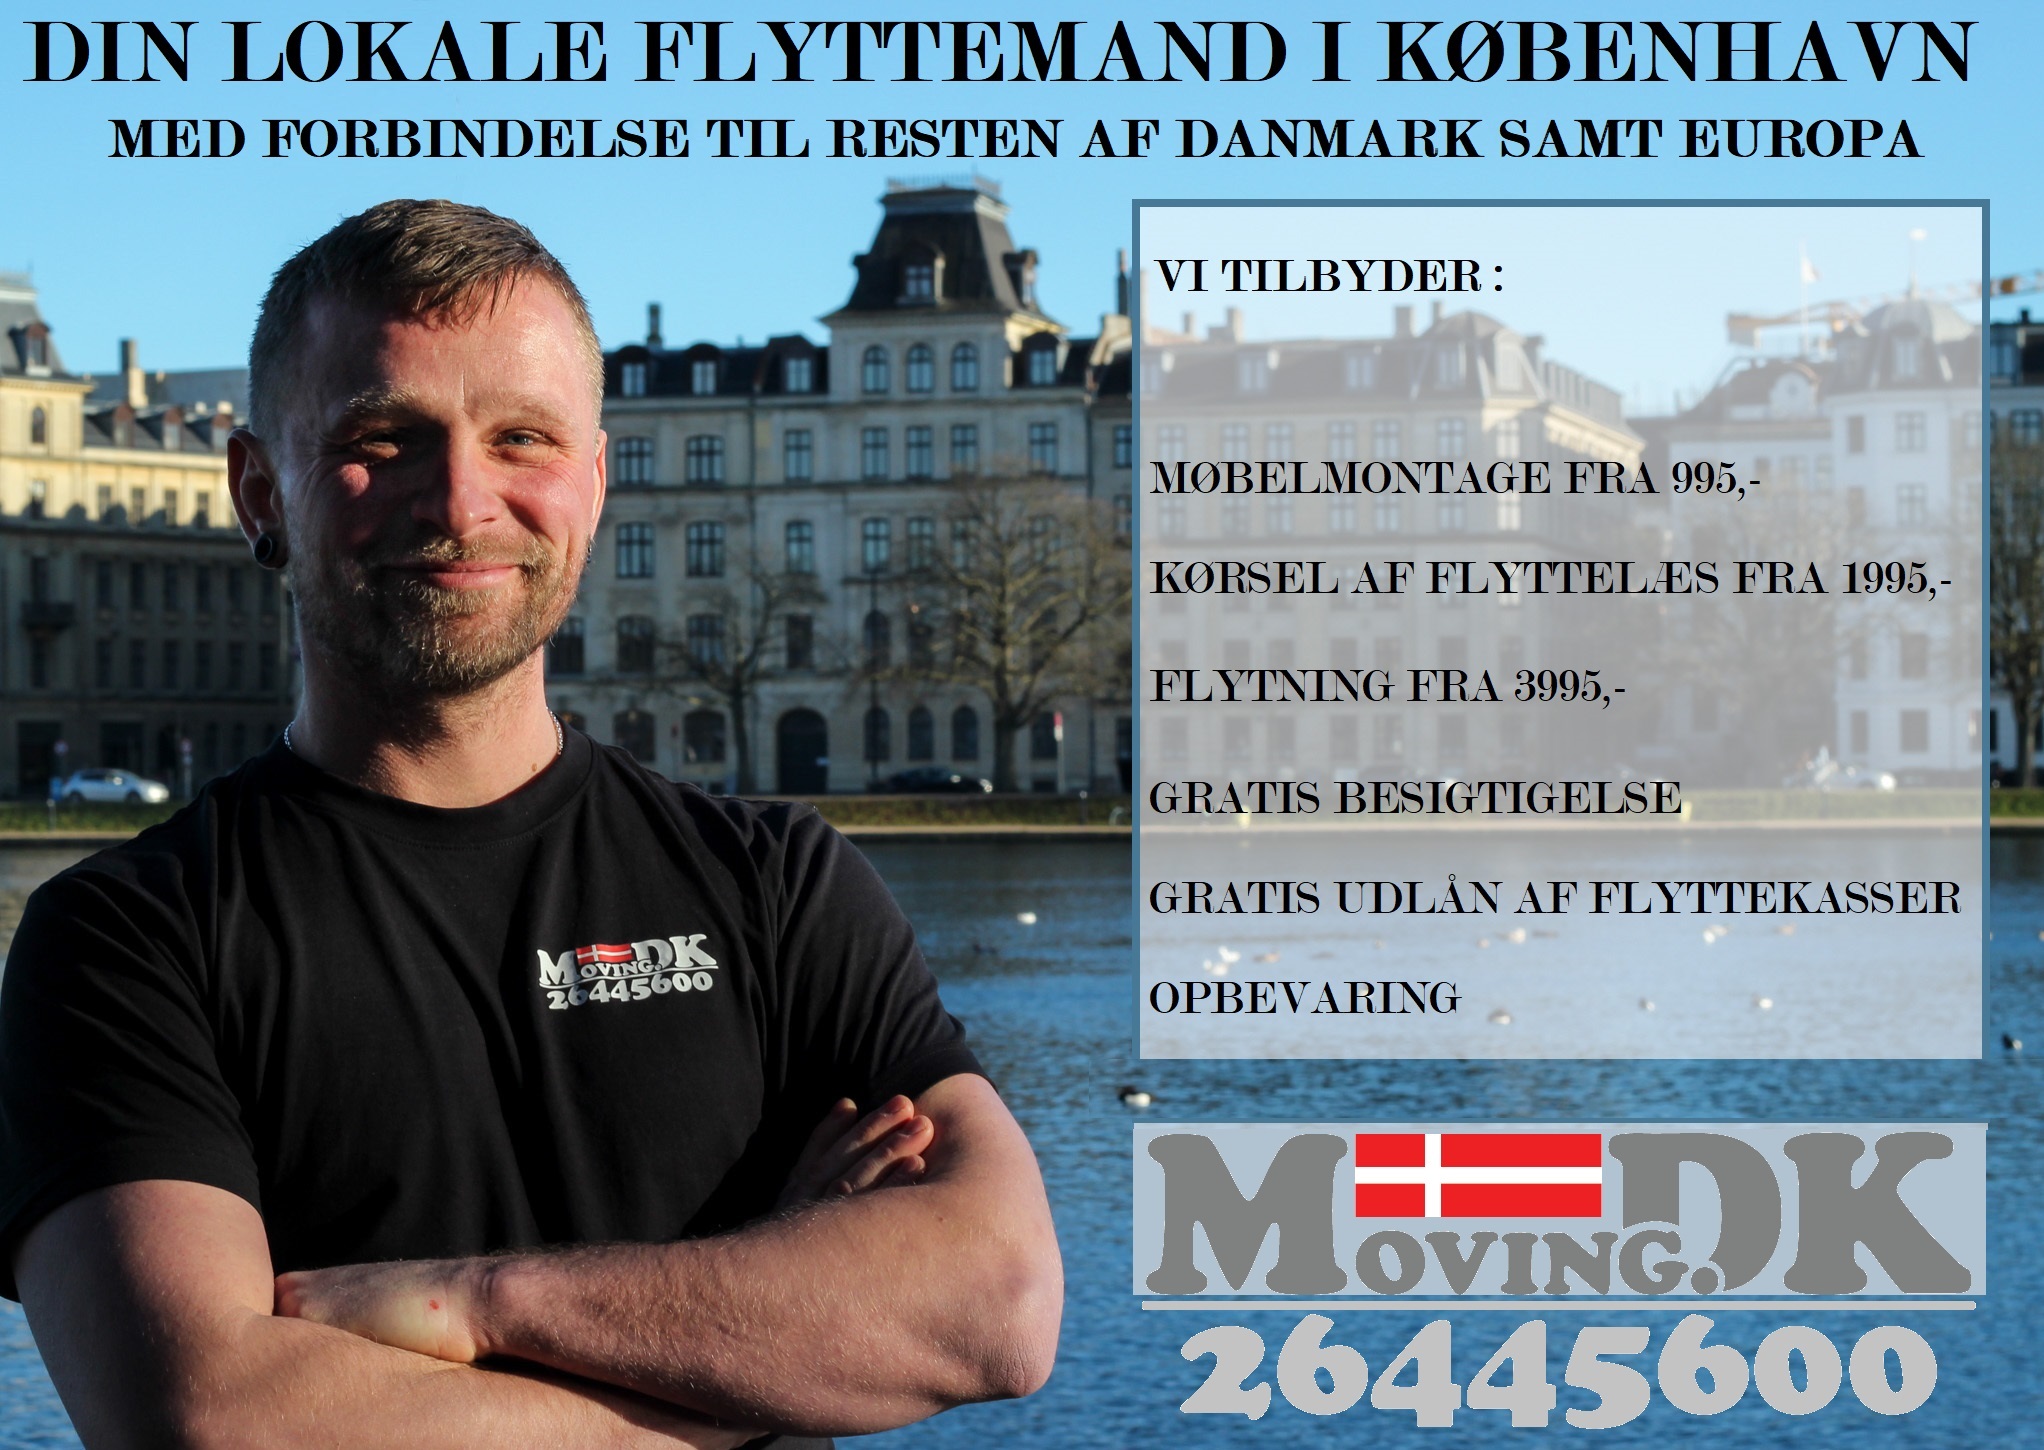 DIN LOKALE FLYTTEMAND I KØBENHAVN
MED FORBINDELSE TIL RESTEN AF DANMARK SAMT EUROPA
VI TILBYDER :
MØBELMONTAGE FRA 995,-
KØRSEL AF FLYTTELÆS FRA 1995,-
FLYTNING FRA 3995,-
GRATIS BESIGTIGELSE
GRATIS UDLÅN AF FLYTTEKASSER
OPBEVARING
MOVING.DK
26445600
MOVING.DK
26445600